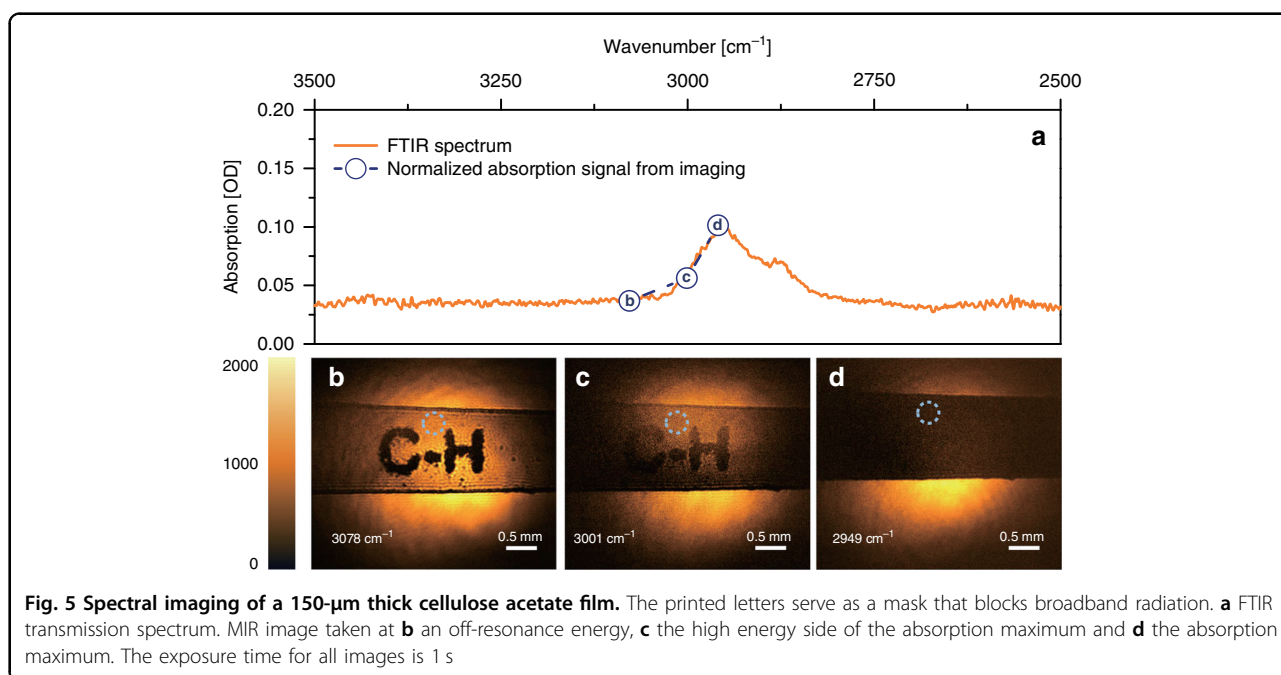 Wavenumber [cm⁻¹]
3500 3250 3000 2750 2500
0.20
0.15
0.10
0.05
0.00
Absorption [OD]
a
FTIR spectrum
Normalized absorption signal from imaging
b c d
2000
1000
0
b
C-H
3078 cm⁻¹
0.5 mm
c
C-H
3001 cm⁻¹
0.5 mm
d
2949 cm⁻¹
0.5 mm
Fig. 5 Spectral imaging of a 150-µm thick cellulose acetate film. The printed letters serve as a mask that blocks broadband radiation. a FTIR
transmission spectrum. MIR image taken at b an off-resonance energy, c the high energy side of the absorption maximum and d the absorption
maximum. The exposure time for all images is 1 s